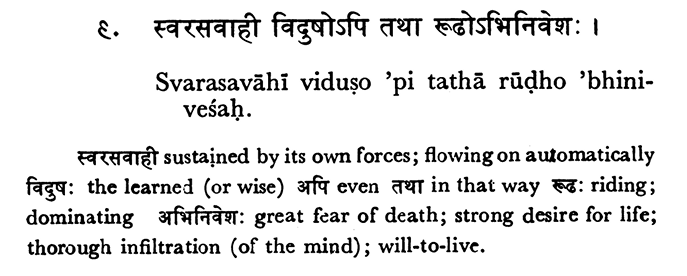 ९. स्वरसवाही विदुषोऽपि तथा रूढोऽभिनिवेशः ।
Svarasavāhī viduṣo 'pi tathā rūḍho 'bhini-
veśaḥ.
स्वरसवाही sustained by its own forces; flowing on automatically
विदुषः the learned (or wise) अपि even तथा in that way रूढः riding;
dominating अभिनिवेशः great fear of death; strong desire for life;
thorough infiltration (of the mind); will-to-live.